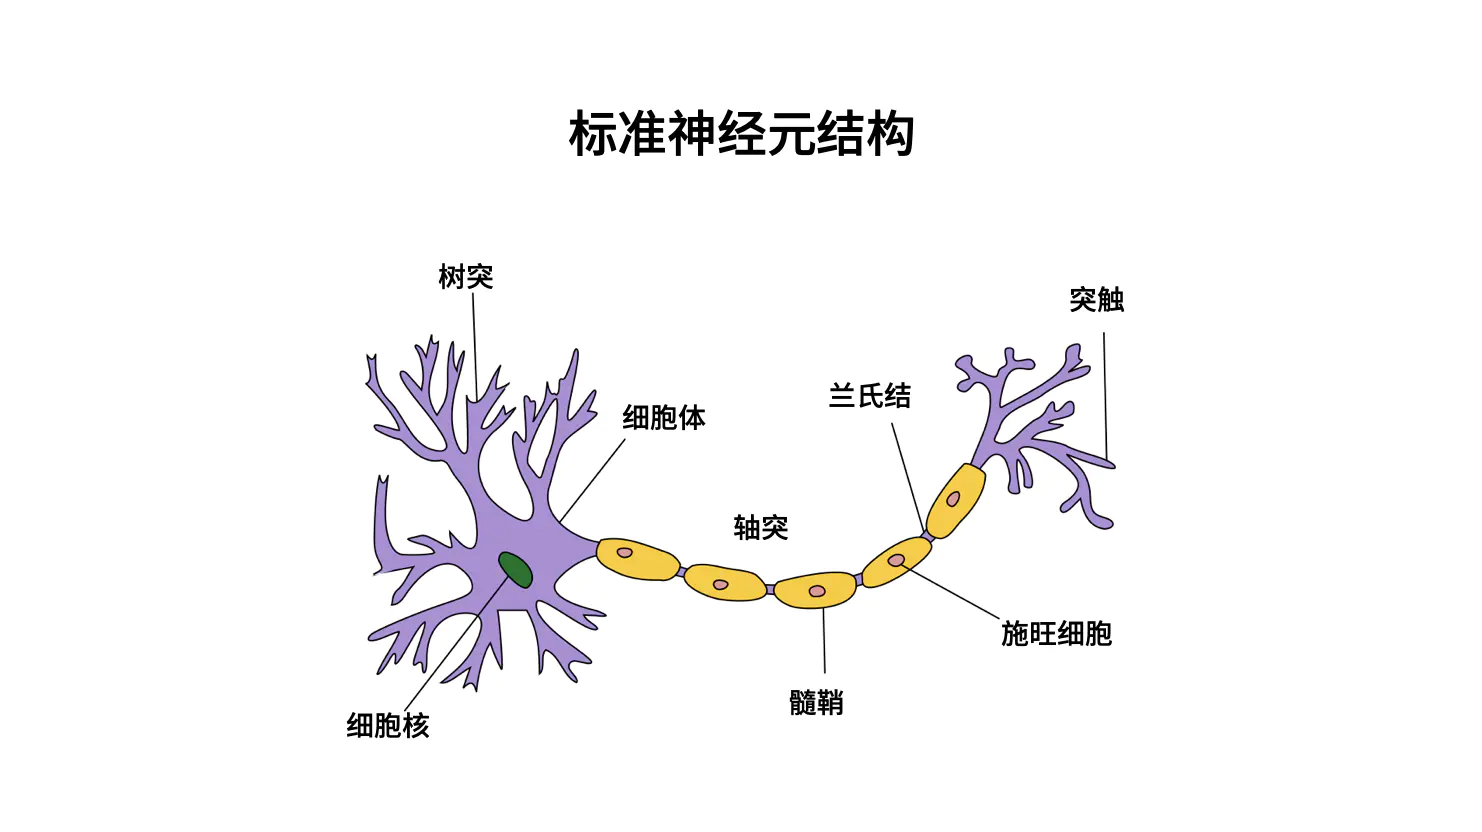 标准神经元结构
树突
突触
兰氏结
细胞体
轴突
施旺细胞
髓鞘
细胞核